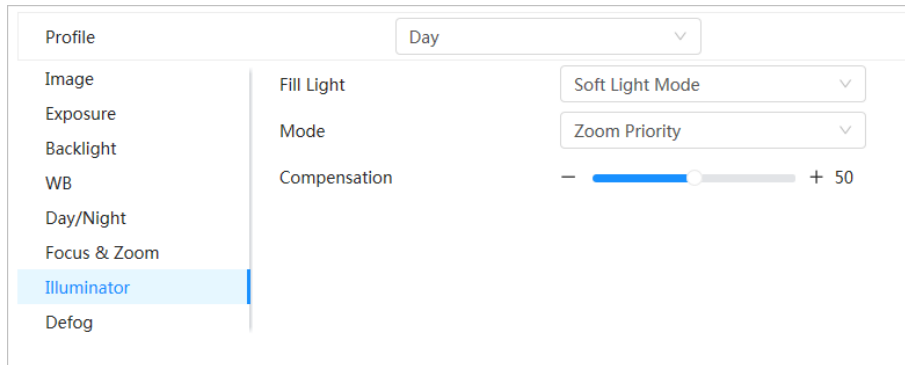 Profile Day
Image
Exposure
Backlight
WB
Day/Night
Focus & Zoom
Illuminator
Defog
Fill Light Soft Light Mode
Mode Zoom Priority
Compensation − + 50